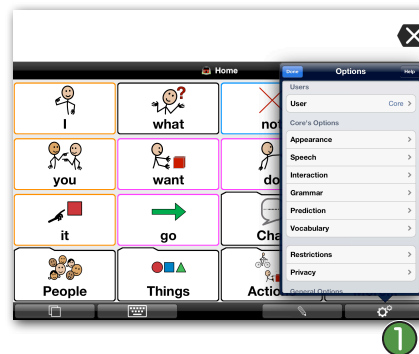 Home
Done Options Help
Users
User Core >
Core's Options
Appearance >
Speech >
Interaction >
Grammar >
Prediction >
Vocabulary >
Restrictions >
Privacy >
General Options
I what not
you want do
it go Cha
People Things Actio
1